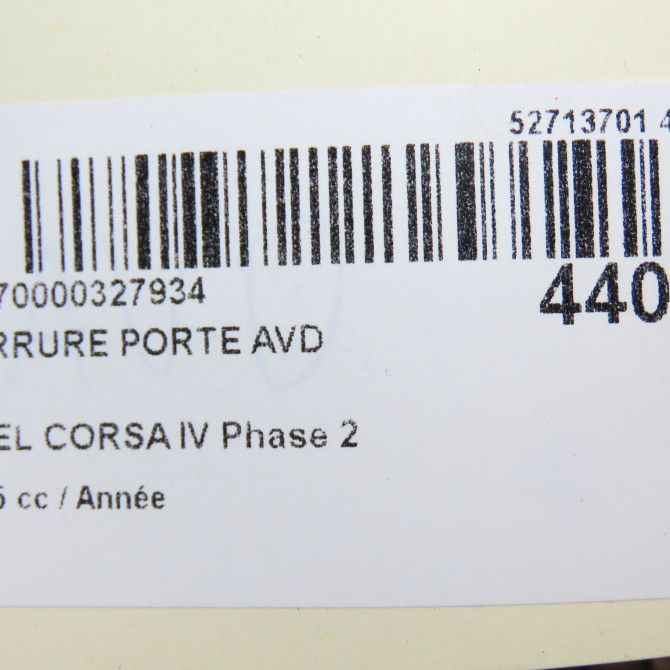 52713701 4
70000327934
440
RRURE PORTE AVD
EL CORSA IV Phase 2
5 cc / Année